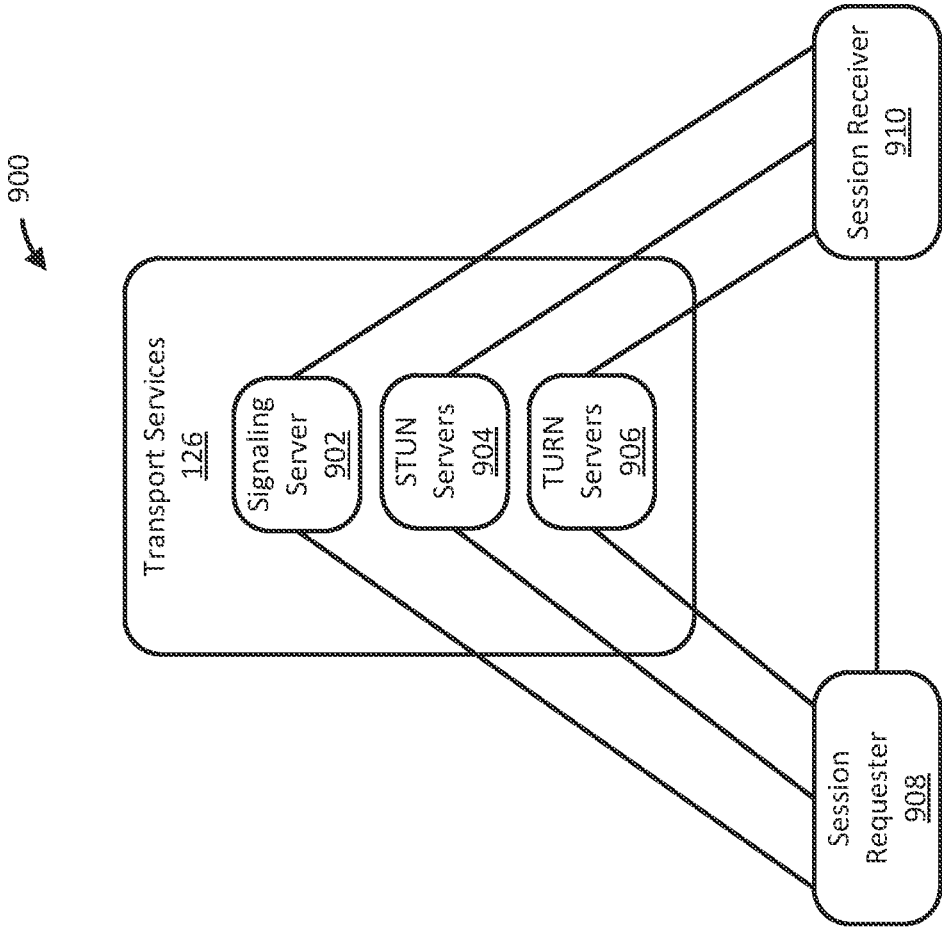 900
Transport Services
126
Signaling
Server
902
STUN
Servers
904
TURN
Servers
906
Session
Requester
908
Session Receiver
910